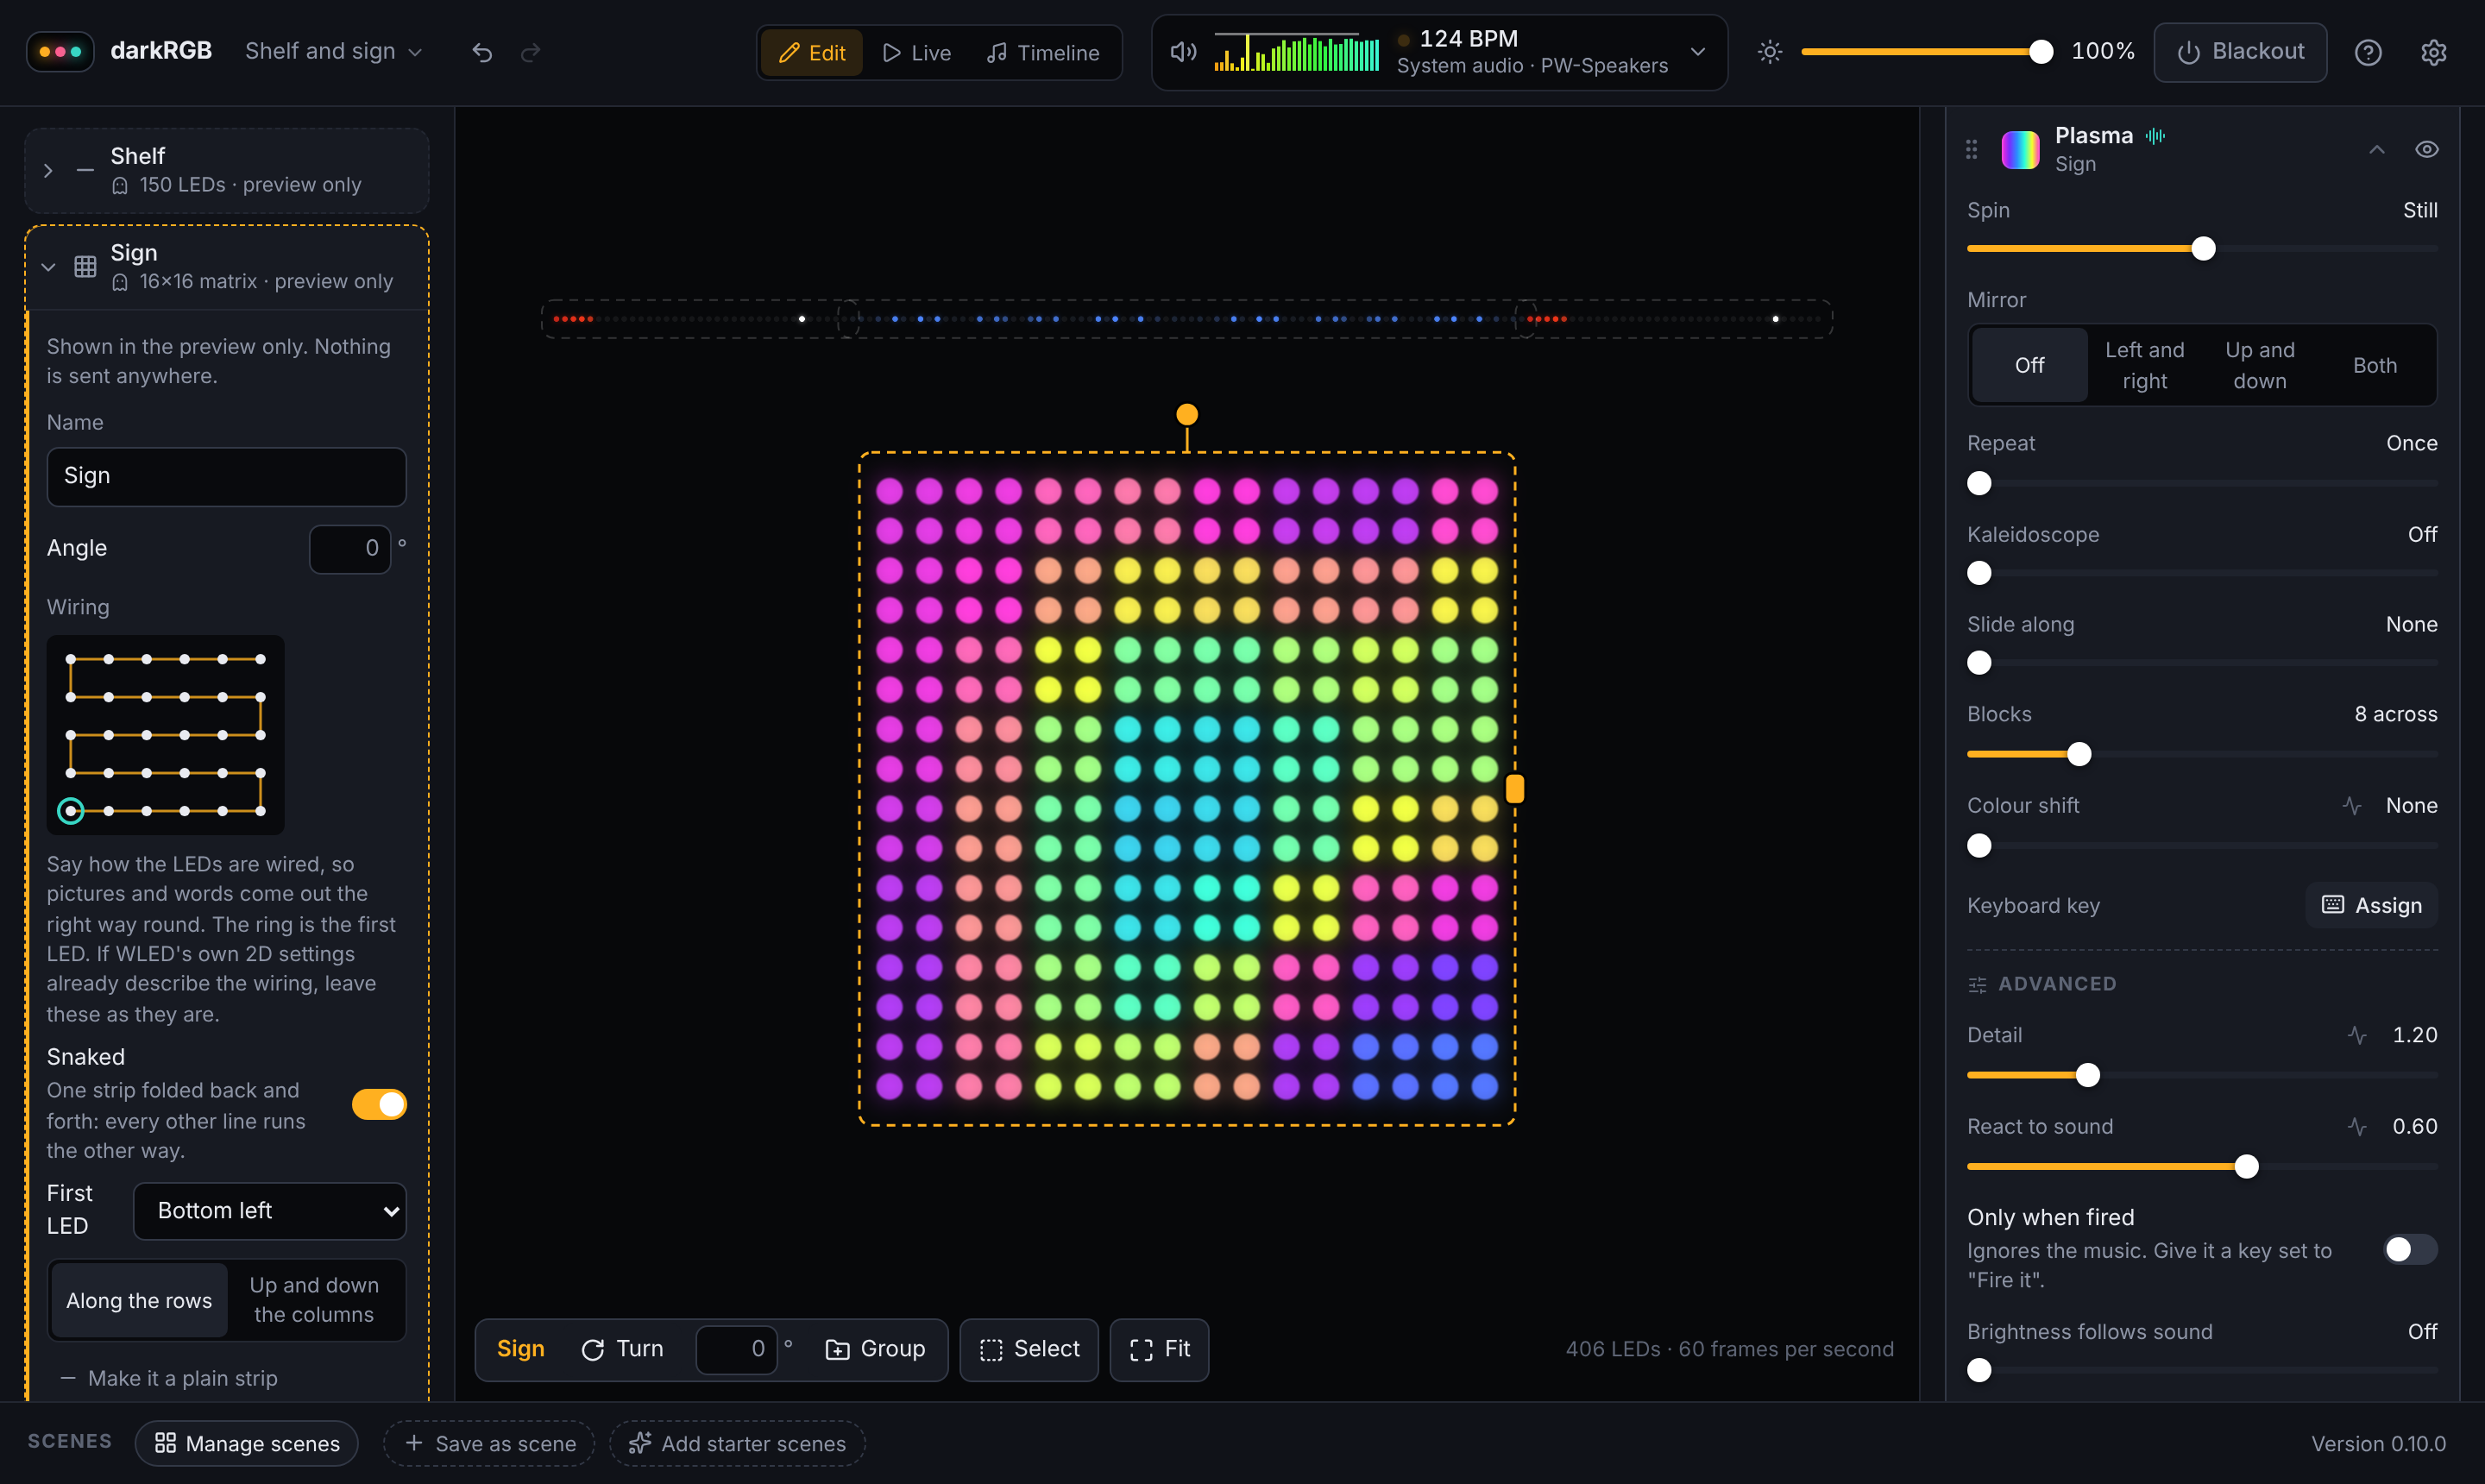 darkRGB
Shelf and sign
Edit
Live
Timeline
124 BPM
System audio · PW-Speakers
100%
Blackout
Shelf
150 LEDs · preview only
Sign
16×16 matrix · preview only
Shown in the preview only. Nothing
is sent anywhere.
Name
Sign
Angle
0 °
Wiring
Say how the LEDs are wired, so
pictures and words come out the
right way round. The ring is the first
LED. If WLED's own 2D settings
already describe the wiring, leave
these as they are.
Snaked
One strip folded back and
forth: every other line runs
the other way.
First
LED
Bottom left
Along the rows
Up and down
the columns
Make it a plain strip
Sign
Turn
0 °
Group
Select
Fit
406 LEDs · 60 frames per second
Plasma
Sign
Spin
Still
Mirror
Off
Left and
right
Up and
down
Both
Repeat
Once
Kaleidoscope
Off
Slide along
None
Blocks
8 across
Colour shift
None
Keyboard key
Assign
ADVANCED
Detail
1.20
React to sound
0.60
Only when fired
Ignores the music. Give it a key set to
"Fire it".
Brightness follows sound
Off
SCENES
Manage scenes
Save as scene
Add starter scenes
Version 0.10.0